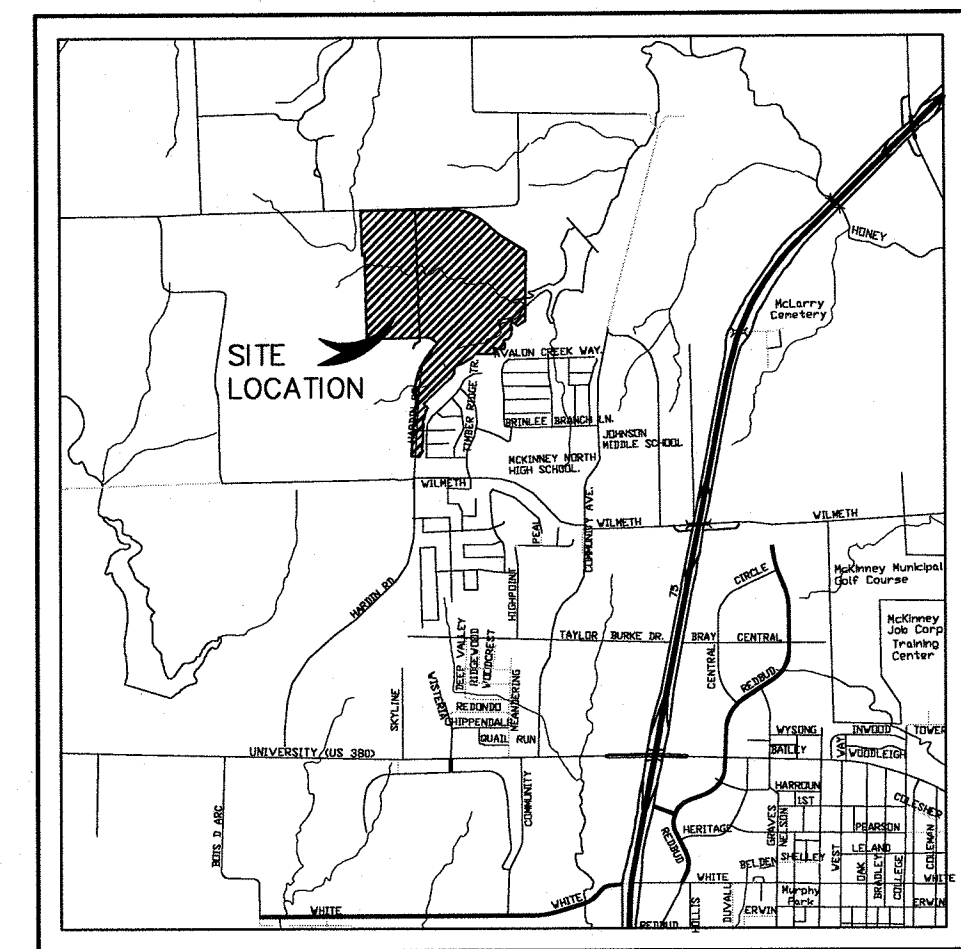 HONEY
McLarry
Cemetery
SITE
LOCATION
AVALON CREEK WAY.
TIMBER RIDGE TR.
BRINLEE BRANCH LN.
JOHNSON
MIDDLE SCHOOL
MCKINNEY NORTH
HIGH SCHOOL.
WILMETH
WILMETH
WILMETH
PEAL
COMMUNITY AVE.
HARDIN RD.
HIGHPOINT
75
CIRCLE
McKinney Municipal
Golf Course
McKinney
Job Corp
Training
Center
TAYLOR BURKE DR.
BRAY
CENTRAL
CENTRAL
REDBUD
DEEP VALLEY
RIDGEWOOD
WOODCREST
MEANDERING
SKYLINE
VISTERIA
REDONDO
CHIPPENDALE
QUAIL RUN
UNIVERSITY (US 380)
WYSONG
BAILEY
INWOOD
TOWER
WAY
WOODLEIGH
HARROUN
1ST
COLESHER
BOIS D ARC
COMMUNITY
REDBUD
HERITAGE
GRAVES
NELSON
PEARSON
SHELLEY
BELDEN
LELAND
WEST
OAK
BRADLEY
COLLEGE
COLEMAN
WHITE
WHITE
WHITE
WHITE
HOLLIS
DUVALL
Murphy
Park
ERWIN
ERWIN
REDBUD